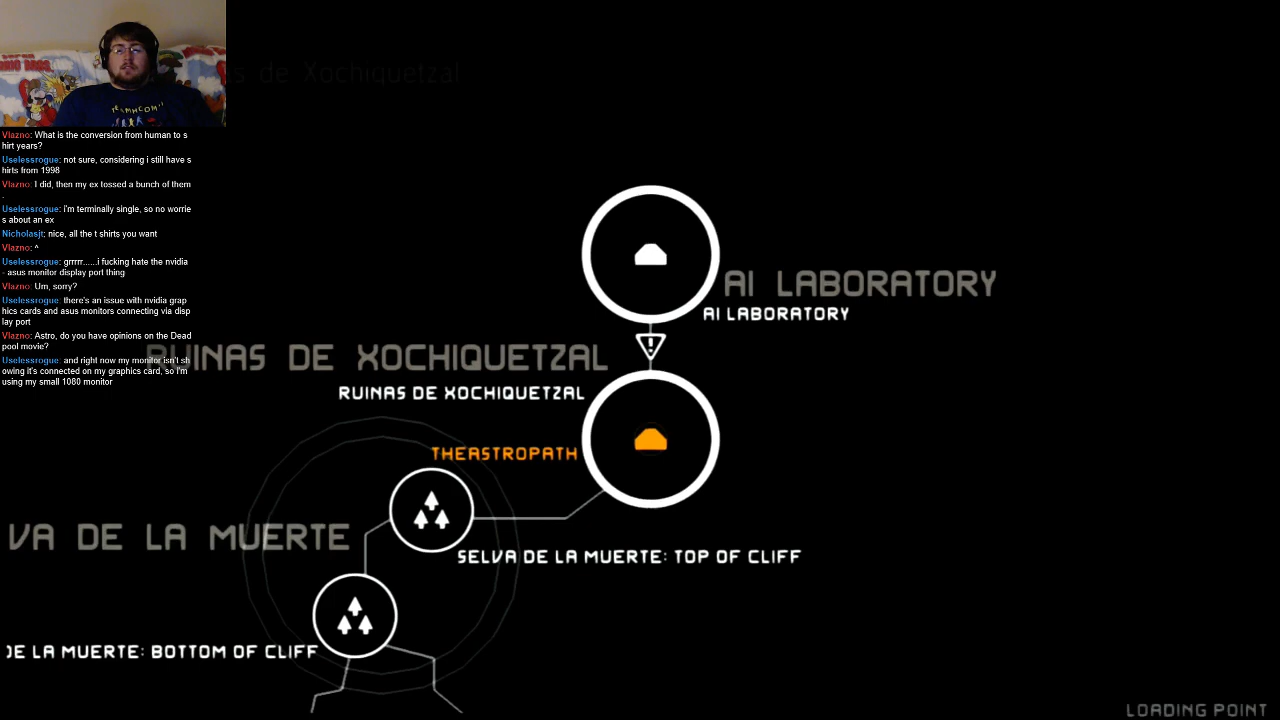 s de Xochiquetzal
Vlazno: What is the conversion from human to s
hirt years?
Uselessrogue: not sure, considering i still have s
hirts from 1998
Vlazno: I did, then my ex tossed a bunch of them
.
Uselessrogue: i'm terminally single, so no worrie
s about an ex
Nicholasjt: nice, all the t shirts you want
Vlazno: ^
Uselessrogue: grrrrr......i fucking hate the nvidia
- asus monitor display port thing
Vlazno: Um, sorry?
Uselessrogue: there's an issue with nvidia grap
hics cards and asus monitors connecting via disp
lay port
Vlazno: Astro, do you have opinions on the Dead
pool movie?
Uselessrogue: and right now my monitor isn't sh
owing it's connected on my graphics card, so i'm
using my small 1080 monitor
AI LABORATORY
AI LABORATORY
RUINAS DE XOCHIQUETZAL
RUINAS DE XOCHIQUETZAL
THEASTROPATH
VA DE LA MUERTE
SELVA DE LA MUERTE: TOP OF CLIFF
DE LA MUERTE: BOTTOM OF CLIFF
LOADING POINT